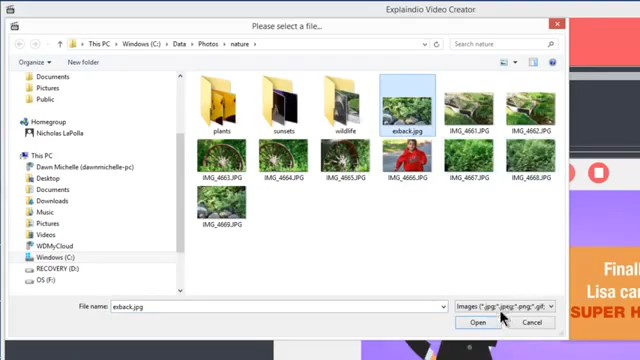 Explaindio Video Creator
Please select a file...
This PC › Windows (C:) › Data › Photos › nature ›
Search nature
Organize
New folder
Documents
Pictures
Public
Homegroup
Nicholas LaPolla
This PC
Dawn Michelle (dawnmichelle-pc)
Desktop
Documents
Downloads
Music
Pictures
Videos
WDMyCloud
Windows (C:)
RECOVERY (D:)
OS (F:)
plants
sunsets
wildlife
exback.jpg
IMG_4661.JPG
IMG_4662.JPG
IMG_4663.JPG
IMG_4664.JPG
IMG_4665.JPG
IMG_4666.JPG
IMG_4667.JPG
IMG_4668.JPG
IMG_4669.JPG
File name:
exback.jpg
Images (*.jpg;*.jpeg;*.png;*.gif;
Open
Cancel
Finall
Lisa can
SUPER H